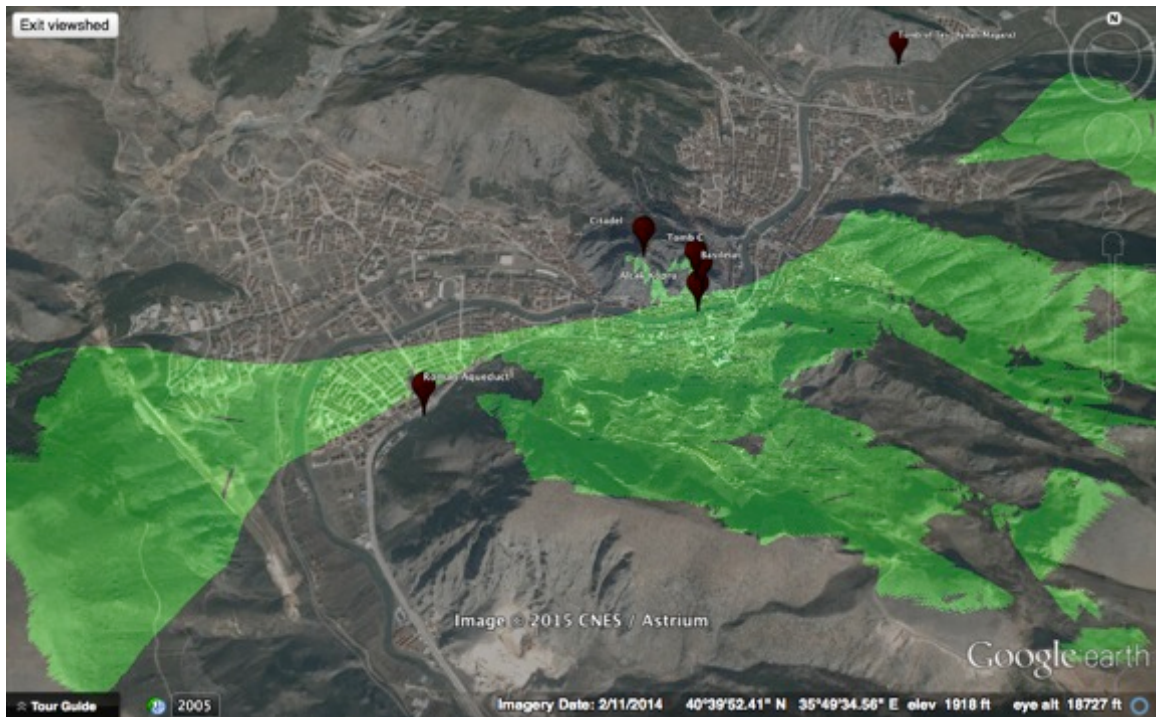 Exit viewshed
N
Citadel
Tomb C
Basileias
Roman Aqueduct
Image © 2015 CNES / Astrium
Google earth
Tour Guide
2005
Imagery Date: 2/11/2014 40°39'52.41" N 35°49'34.56" E elev 1918 ft eye alt 18727 ft